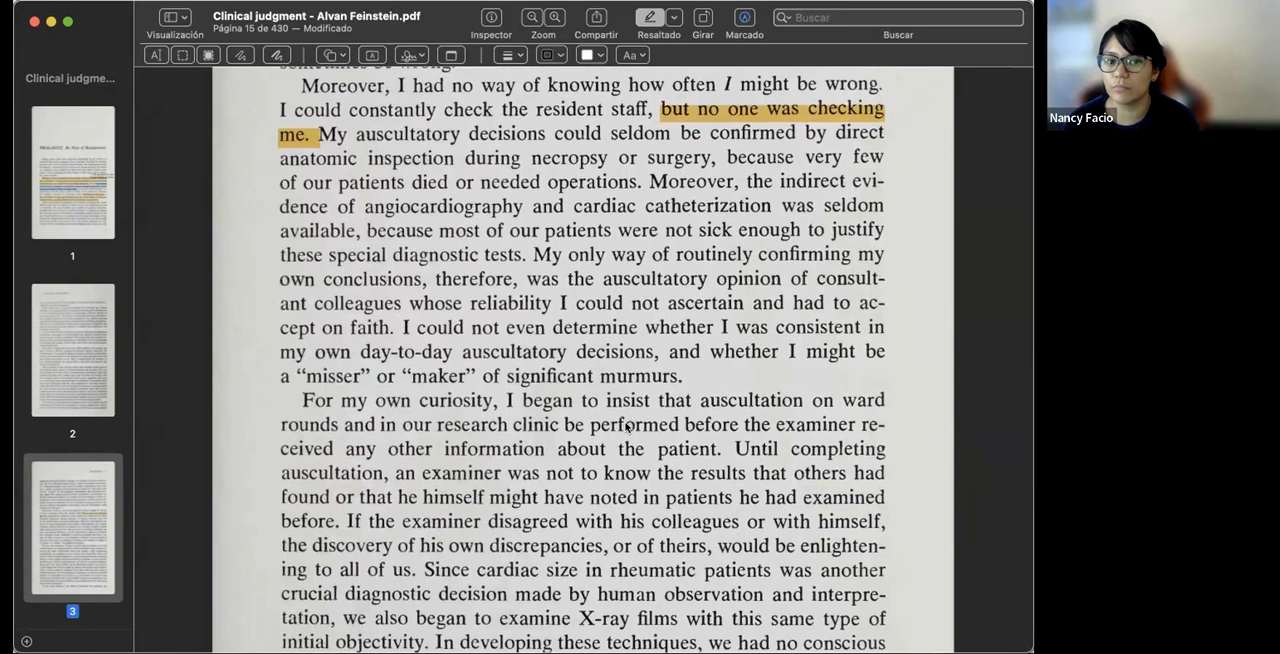 Clinical judgment - Alvan Feinstein.pdf
Página 15 de 430 — Modificado
Visualización
Inspector
Zoom
Compartir
Resaltado
Girar
Marcado
Buscar
Buscar
Aa
Clinical judgme...
1
2
3
Moreover, I had no way of knowing how often I might be wrong.
I could constantly check the resident staff, but no one was checking
me. My auscultatory decisions could seldom be confirmed by direct
anatomic inspection during necropsy or surgery, because very few
of our patients died or needed operations. Moreover, the indirect evi-
dence of angiocardiography and cardiac catheterization was seldom
available, because most of our patients were not sick enough to justify
these special diagnostic tests. My only way of routinely confirming my
own conclusions, therefore, was the auscultatory opinion of consult-
ant colleagues whose reliability I could not ascertain and had to ac-
cept on faith. I could not even determine whether I was consistent in
my own day-to-day auscultatory decisions, and whether I might be
a “misser” or “maker” of significant murmurs.
For my own curiosity, I began to insist that auscultation on ward
rounds and in our research clinic be performed before the examiner re-
ceived any other information about the patient. Until completing
auscultation, an examiner was not to know the results that others had
found or that he himself might have noted in patients he had examined
before. If the examiner disagreed with his colleagues or with himself,
the discovery of his own discrepancies, or of theirs, would be enlighten-
ing to all of us. Since heart size in rheumatic patients was another
crucial diagnostic decision made by human observation and interpre-
tation, we also began to examine X-ray films with this same type of
initial objectivity. In developing these techniques, we had no conscious
Nancy Facio